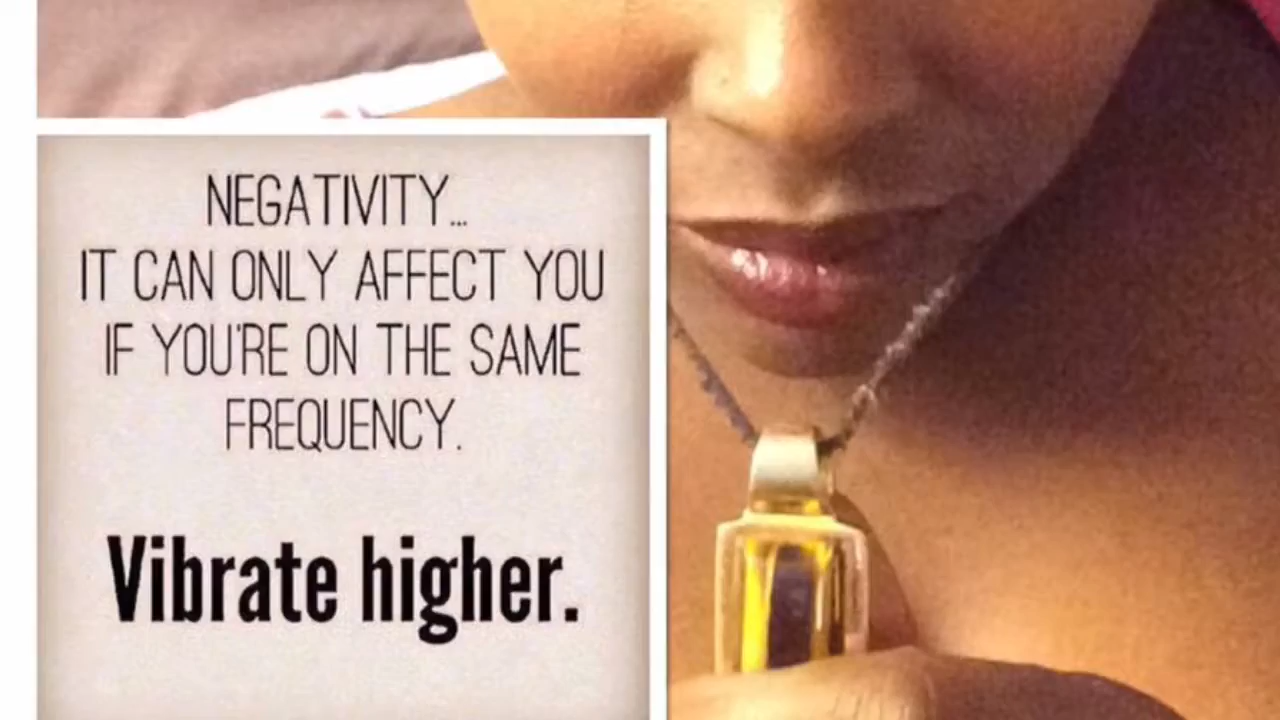 NEGATIVITY...
IT CAN ONLY AFFECT YOU
IF YOU'RE ON THE SAME
FREQUENCY.
Vibrate higher.